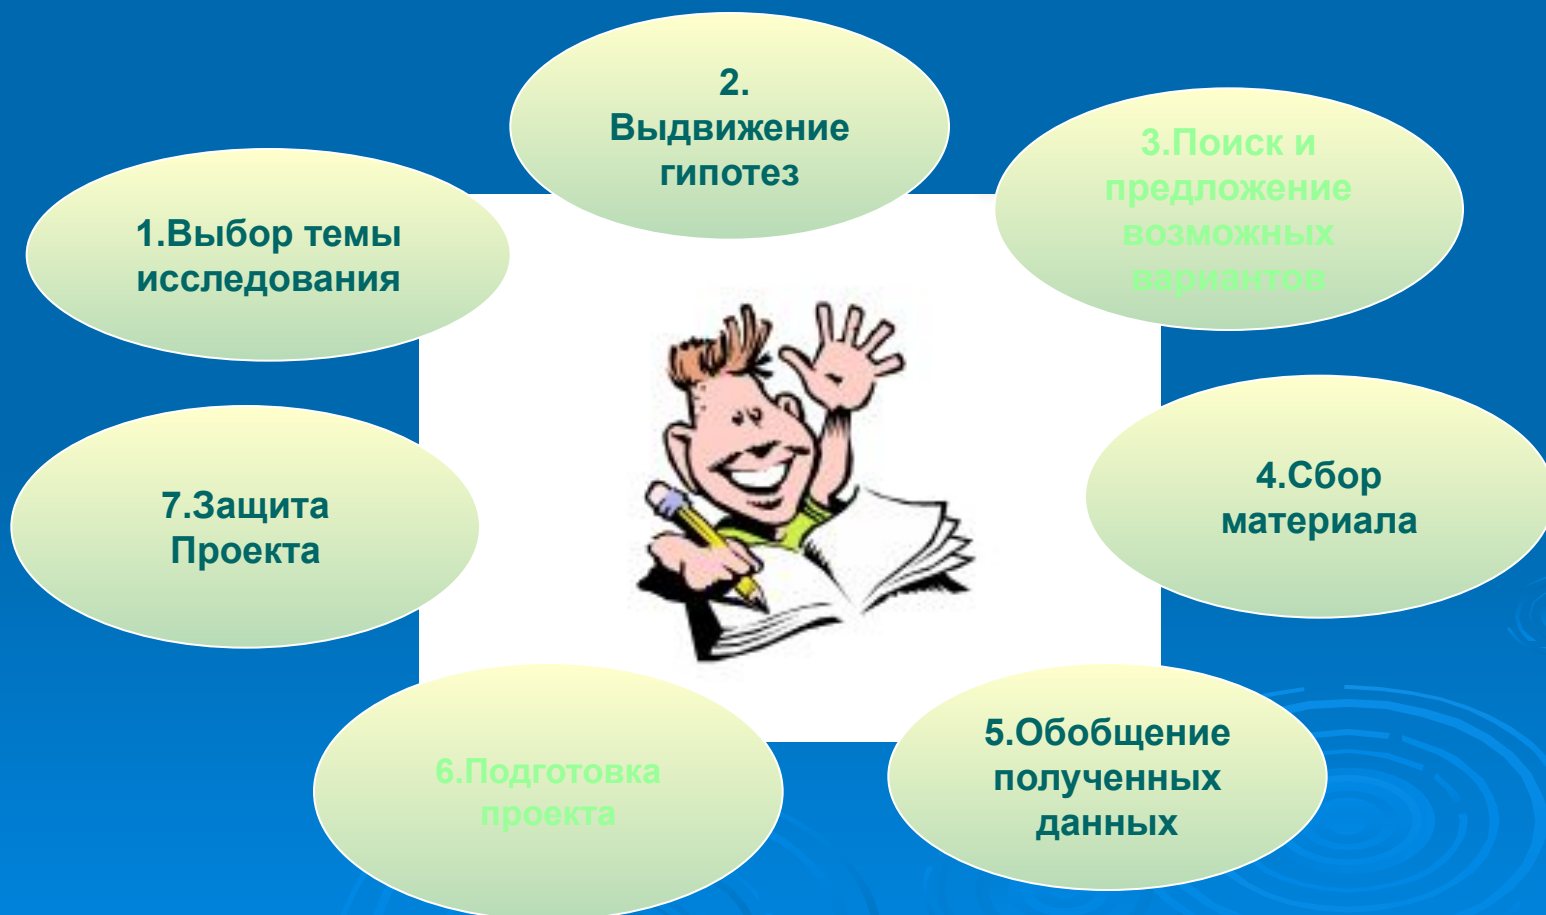 1.Выбор темы
исследования
2.
Выдвижение
гипотез
3.Поиск и
предложение
возможных
вариантов
4.Сбор
материала
5.Обобщение
полученных
данных
6.Подготовка
проекта
7.Защита
Проекта